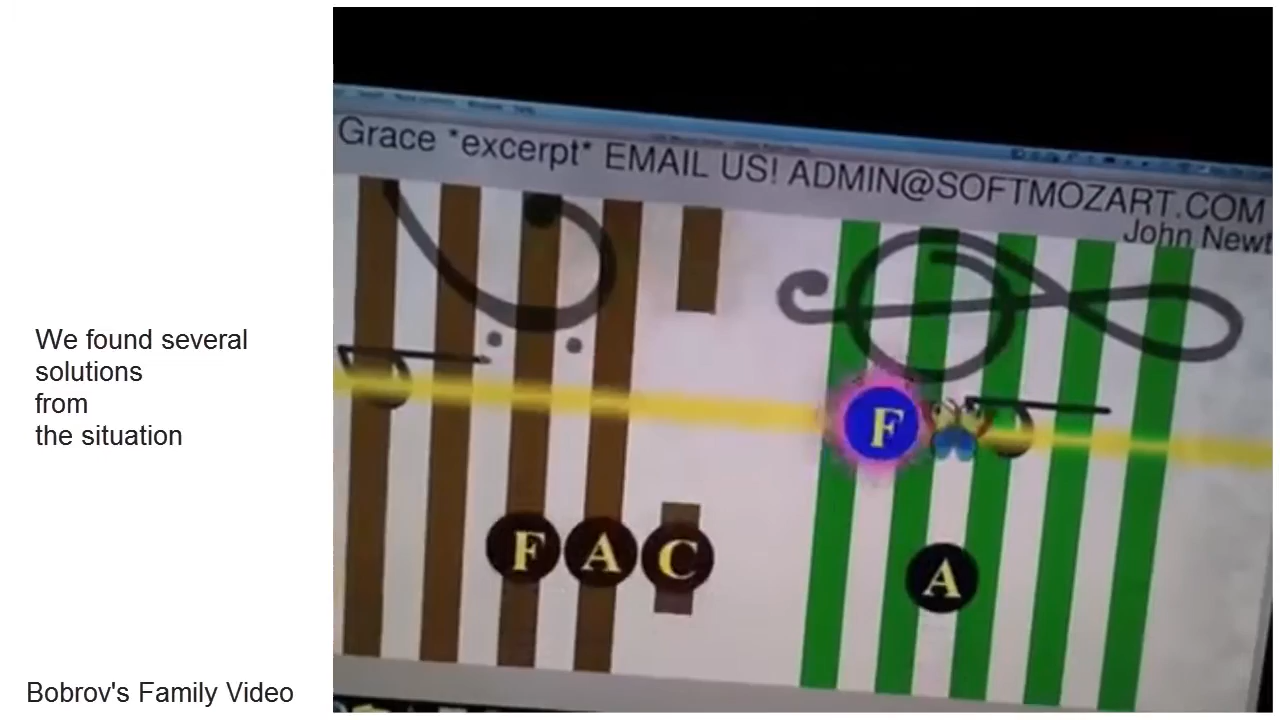 Grace *excerpt* EMAIL US! ADMIN@SOFTMOZART.COM
John Newt
We found several
solutions
from
the situation
F
F A C
A
Bobrov's Family Video